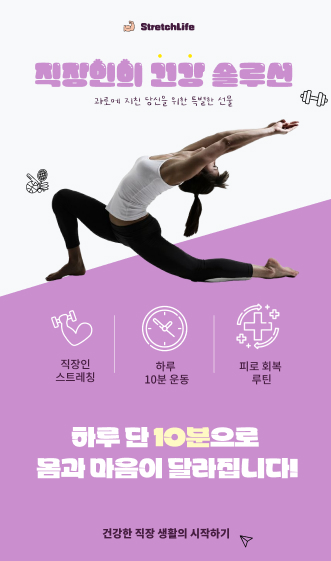 StretchLife
직장인의 건강 솔루션
과로에 지친 당신을 위한 특별한 선물
직장인
스트레칭
하루
10분 운동
피로 회복
루틴
하루 단 10분으로
몸과 마음이 달라집니다!
건강한 직장 생활의 시작하기